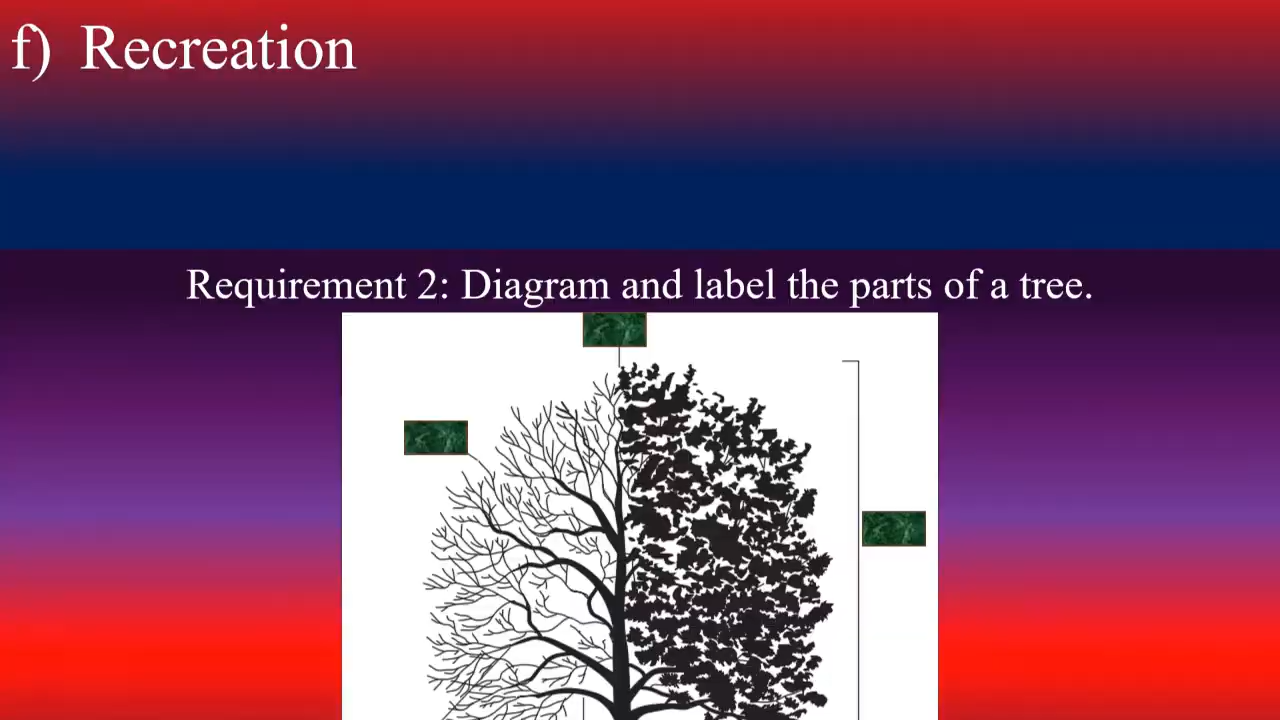 f) Recreation
Requirement 2: Diagram and label the parts of a tree.